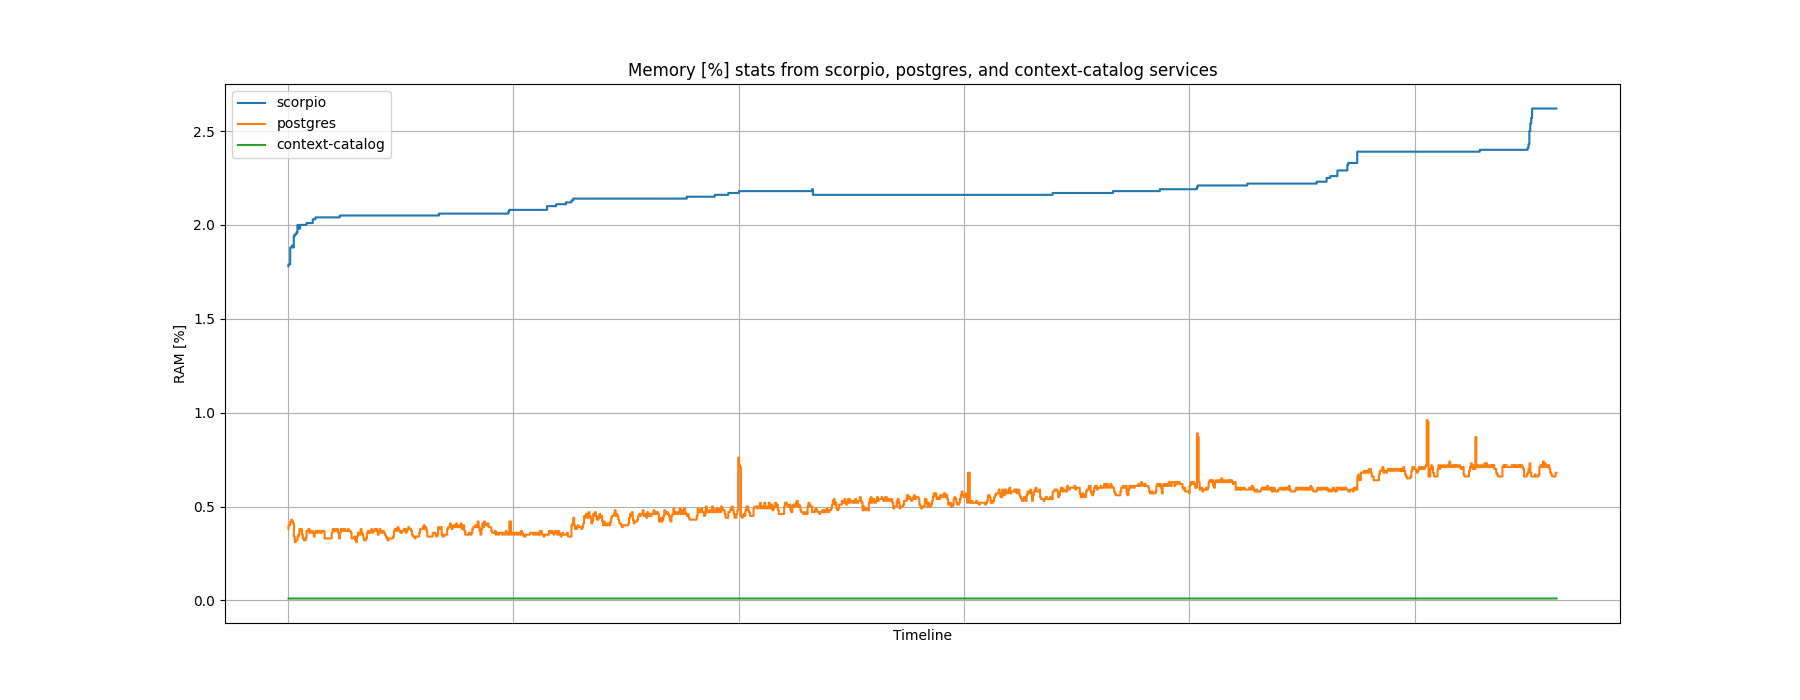 Memory [%] stats from scorpio, postgres, and context-catalog services
scorpio
postgres
context-catalog
2.5
2.0
1.5
1.0
0.5
0.0
RAM [%]
Timeline